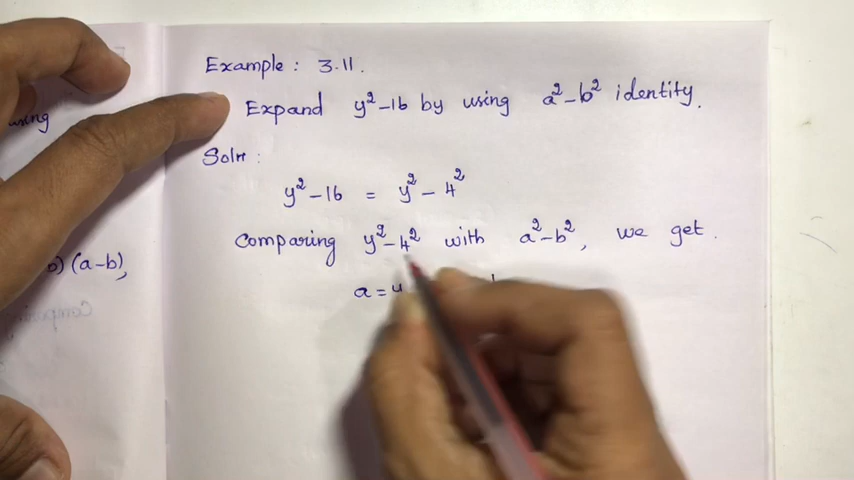 Example: 3.11.
Expand y²-16 by using a²-b² identity.
Soln:
y²-16 = y²-4²
Comparing y²-4² with a²-b², we get.
a=y
using
(a-b),